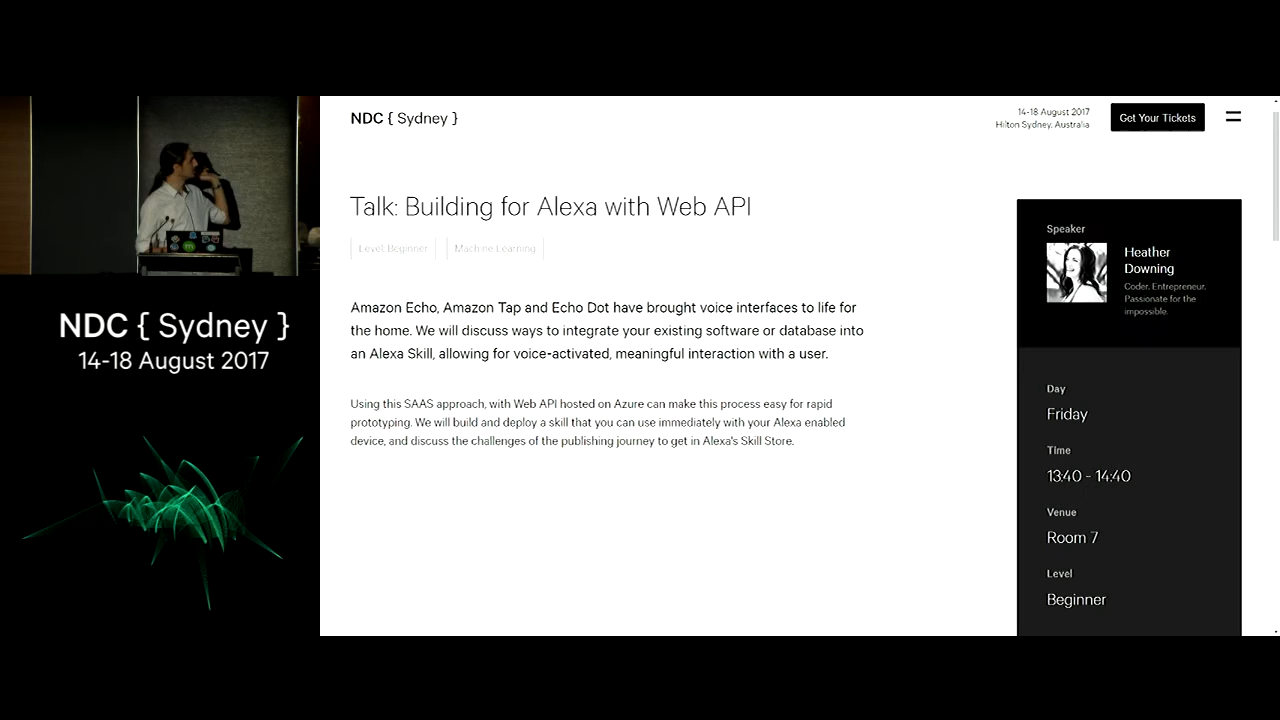 NDC { Sydney }
14-18 August 2017
NDC { Sydney }
14-18 August 2017
Hilton Sydney, Australia
Get Your Tickets
Talk: Building for Alexa with Web API
Level: Beginner
Machine Learning
Amazon Echo, Amazon Tap and Echo Dot have brought voice interfaces to life for
the home. We will discuss ways to integrate your existing software or database into
an Alexa Skill, allowing for voice-activated, meaningful interaction with a user.
Using this SAAS approach, with Web API hosted on Azure can make this process easy for rapid
prototyping. We will build and deploy a skill that you can use immediately with your Alexa enabled
device, and discuss the challenges of the publishing journey to get in Alexa's Skill Store.
Speaker
Heather
Downing
Coder. Entrepreneur.
Passionate for the
impossible.
Day
Friday
Time
13:40 - 14:40
Venue
Room 7
Level
Beginner